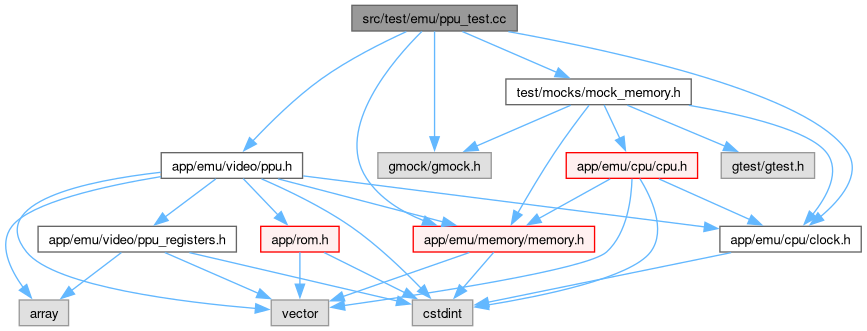 src/test/emu/ppu_test.cc
test/mocks/mock_memory.h
app/emu/video/ppu.h
gmock/gmock.h
app/emu/cpu/cpu.h
gtest/gtest.h
app/emu/video/ppu_registers.h
app/rom.h
app/emu/memory/memory.h
app/emu/cpu/clock.h
array
vector
cstdint